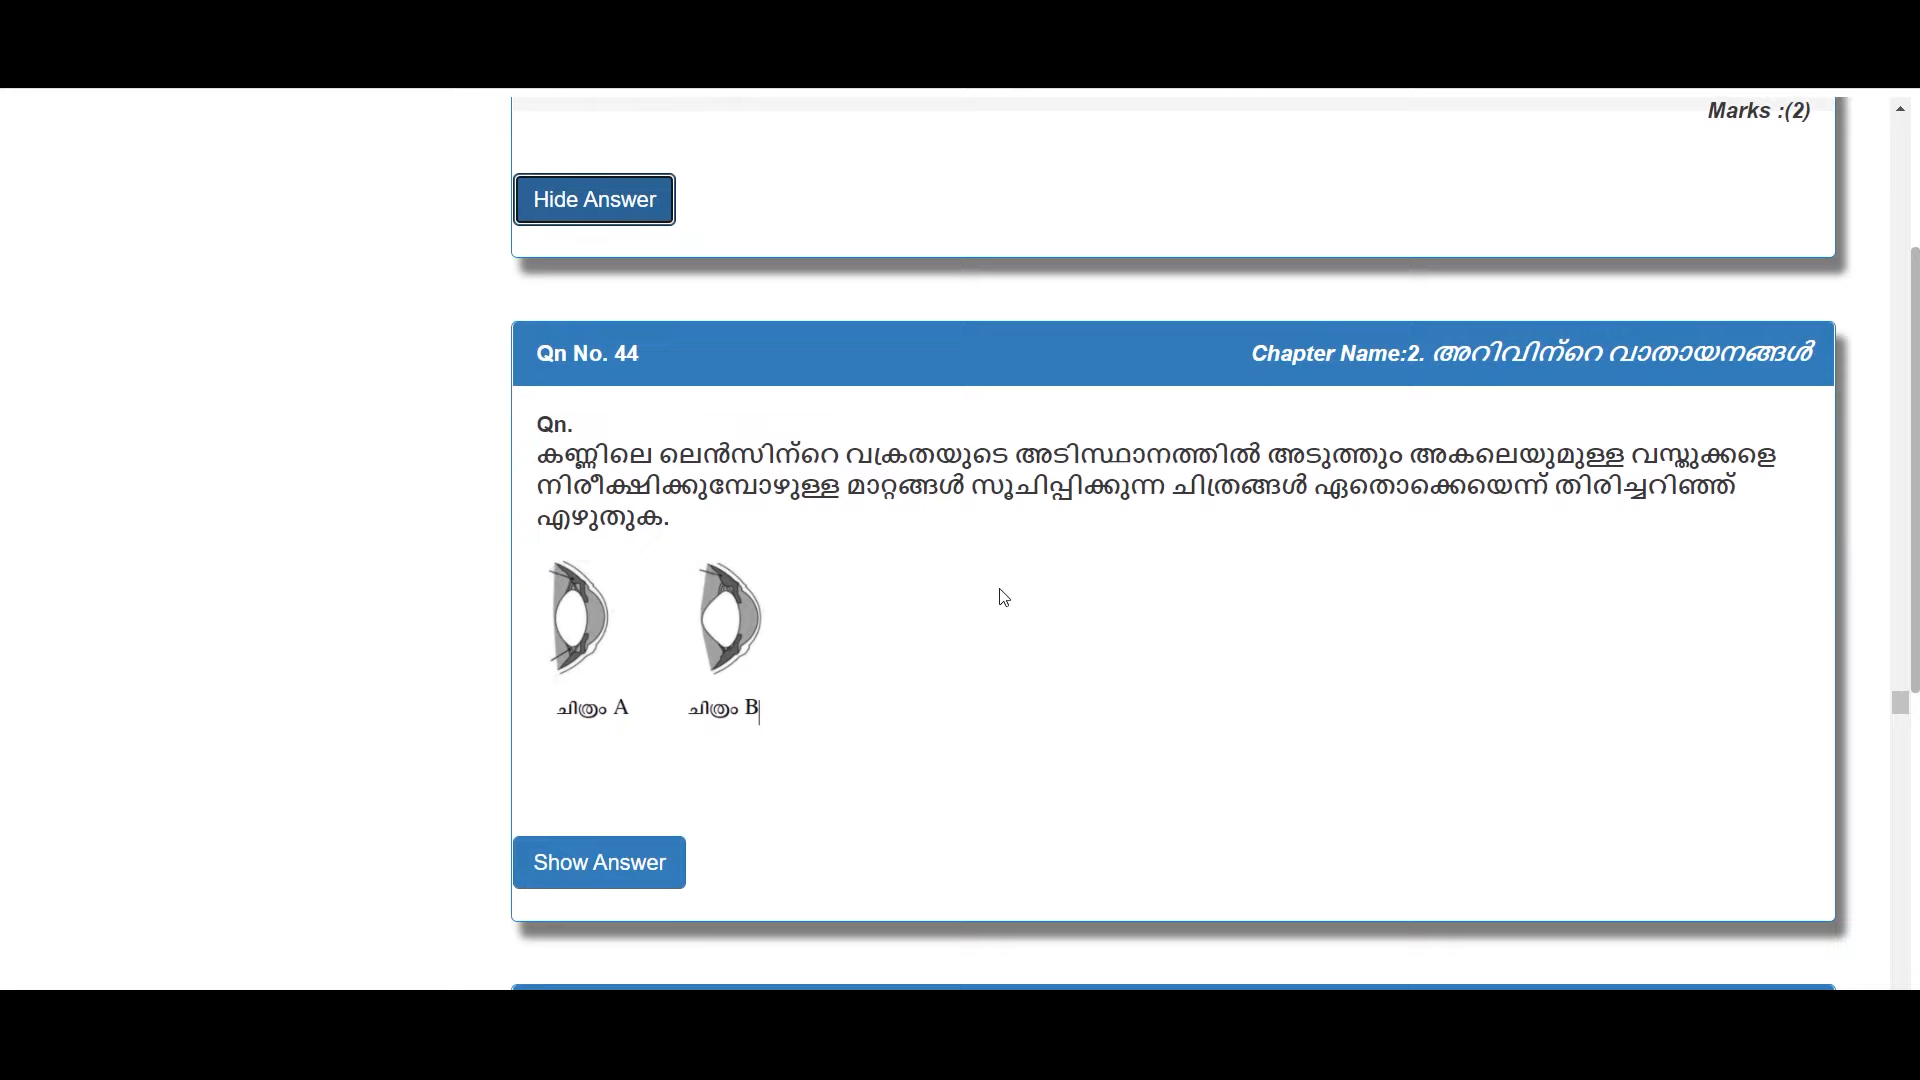 Marks :(2)
Hide Answer
Qn No. 44
Chapter Name:2. അറിവിന്റെ വാതായനങ്ങൾ
Qn.
കണ്ണിലെ ലെൻസിന്റെ വക്രതയുടെ അടിസ്ഥാനത്തിൽ അടുത്തും അകലെയുമുള്ള വസ്തുക്കളെ
നിരീക്ഷിക്കുമ്പോഴുള്ള മാറ്റങ്ങൾ സൂചിപ്പിക്കുന്ന ചിത്രങ്ങൾ ഏതൊക്കെയെന്ന് തിരിച്ചറിഞ്ഞ്
എഴുതുക.
ചിത്രം A
ചിത്രം B
Show Answer